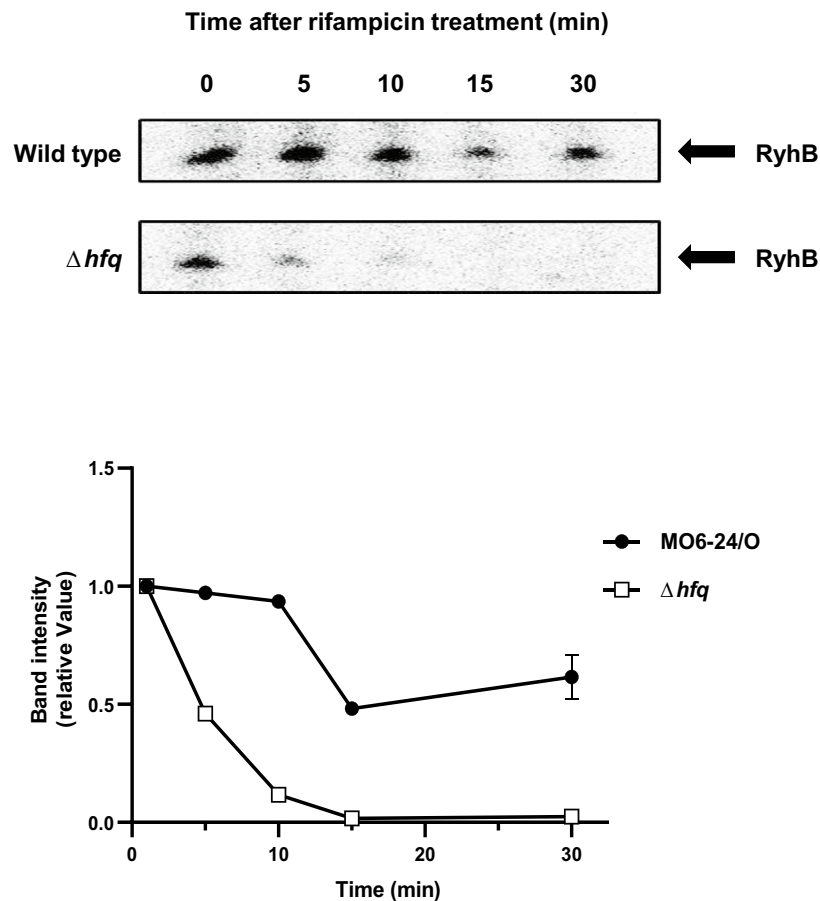 Time after rifampicin treatment (min)
0 5 10 15 30
Wild type RyhB
Δhfq RyhB
1.5
1.0
0.5
0.0
Band intensity
(relative Value)
0 10 20 30
Time (min)
MO6-24/O
Δhfq